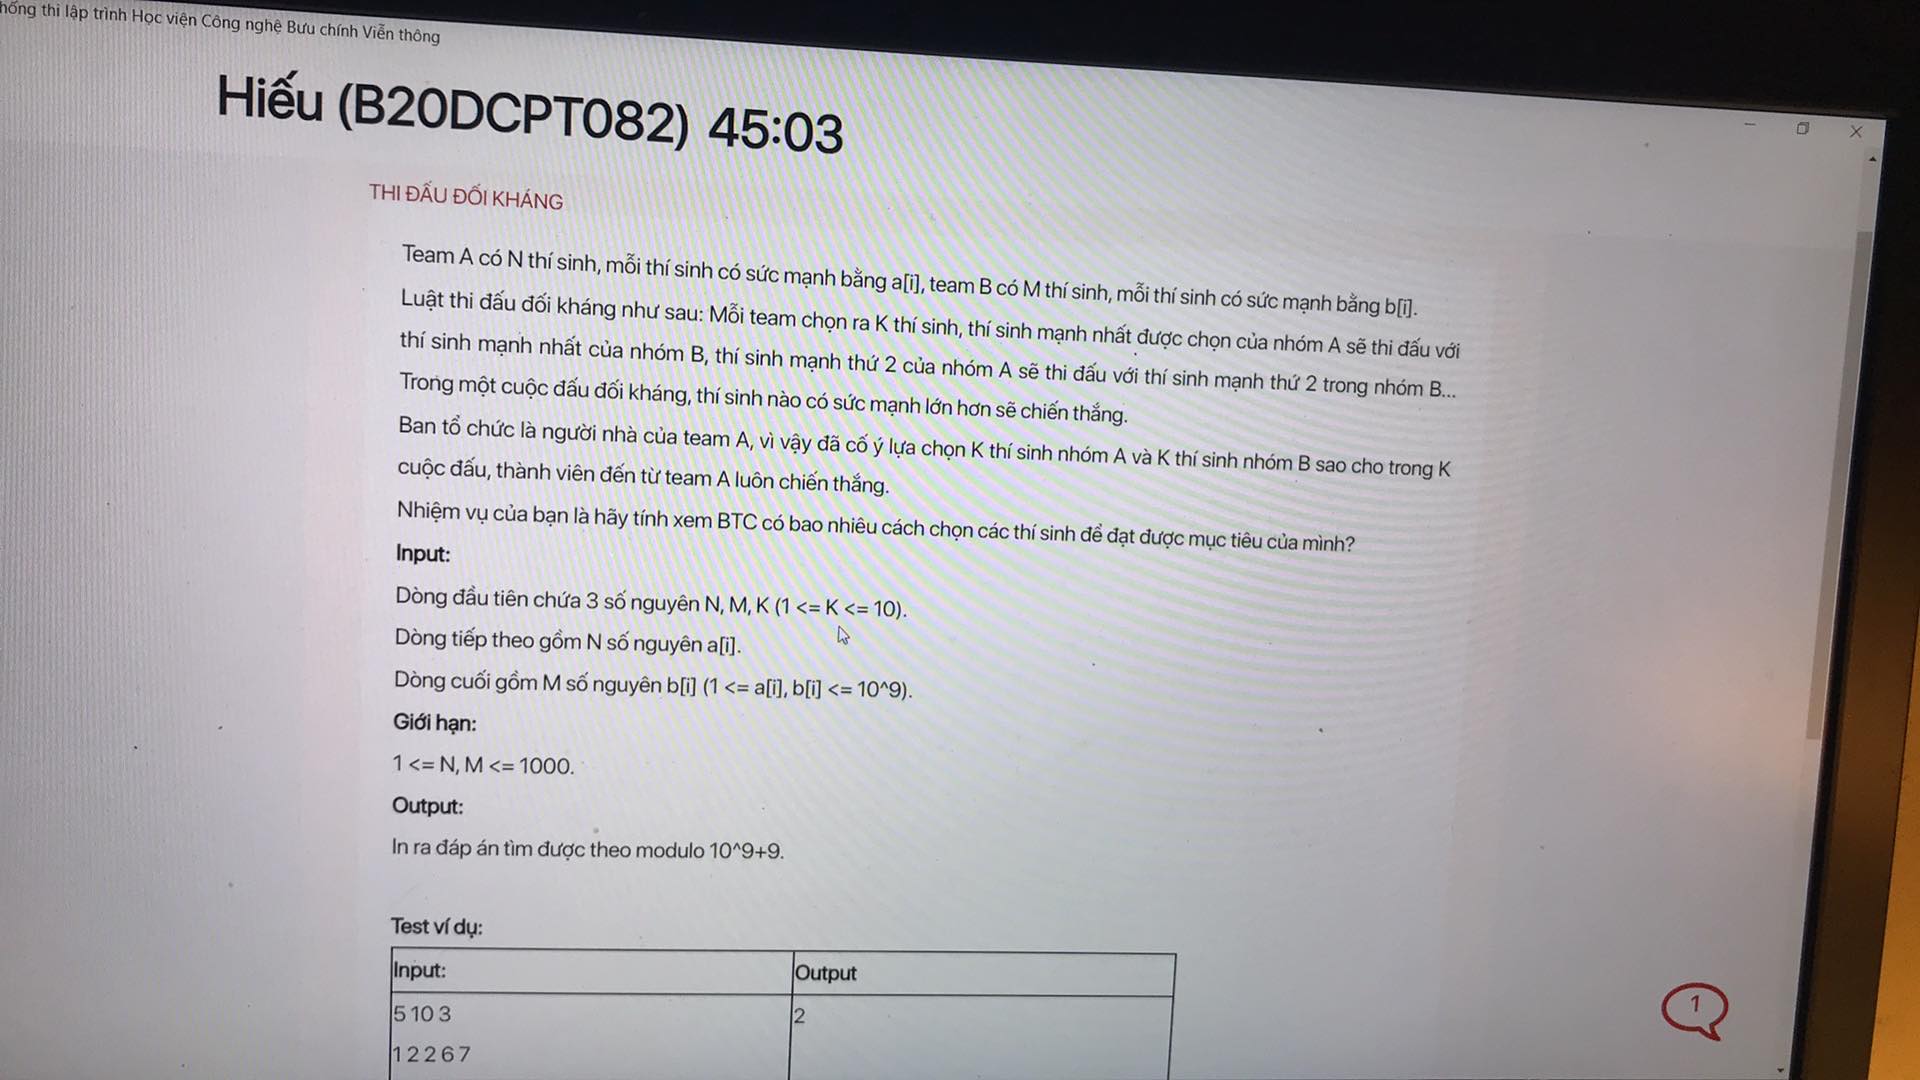 hống thi lập trình Học viện Công nghệ Bưu chính Viễn thông
Hiếu (B20DCPT082) 45:03
THI ĐẤU ĐỐI KHÁNG
Team A có N thí sinh, mỗi thí sinh có sức mạnh bằng a[i], team B có M thí sinh, mỗi thí sinh có sức mạnh bằng b[i].
Luật thi đấu đối kháng như sau: Mỗi team chọn ra K thí sinh, thí sinh mạnh nhất được chọn của nhóm A sẽ thi đấu với
thí sinh mạnh nhất của nhóm B, thí sinh mạnh thứ 2 của nhóm A sẽ thi đấu với thí sinh mạnh thứ 2 trong nhóm B...
Trong một cuộc đấu đối kháng, thí sinh nào có sức mạnh lớn hơn sẽ chiến thắng.
Ban tổ chức là người nhà của team A, vì vậy đã cố ý lựa chọn K thí sinh nhóm A và K thí sinh nhóm B sao cho trong K
cuộc đấu, thành viên đến từ team A luôn chiến thắng.
Nhiệm vụ của bạn là hãy tính xem BTC có bao nhiêu cách chọn các thí sinh để đạt được mục tiêu của mình?
Input:
Dòng đầu tiên chứa 3 số nguyên N, M, K (1 <= K <= 10).
Dòng tiếp theo gồm N số nguyên a[i].
Dòng cuối gồm M số nguyên b[i] (1 <= a[i], b[i] <= 10^9).
Giới hạn:
1 <= N, M <= 1000.
Output:
In ra đáp án tìm được theo modulo 10^9+9.
Test ví dụ:
Input:
Output
5 10 3
2
1 2 2 6 7
1